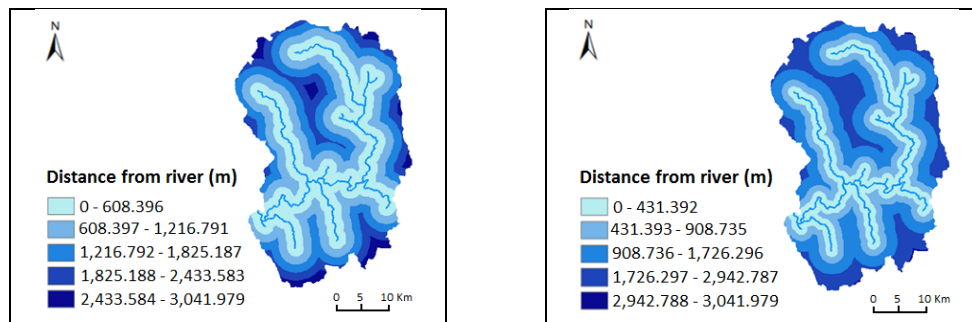 N
Distance from river (m)
0 - 608.396
608.397 - 1,216.791
1,216.792 - 1,825.187
1,825.188 - 2,433.583
2,433.584 - 3,041.979
0 5 10 Km
N
Distance from river (m)
0 - 431.392
431.393 - 908.735
908.736 - 1,726.296
1,726.297 - 2,942.787
2,942.788 - 3,041.979
0 5 10 Km